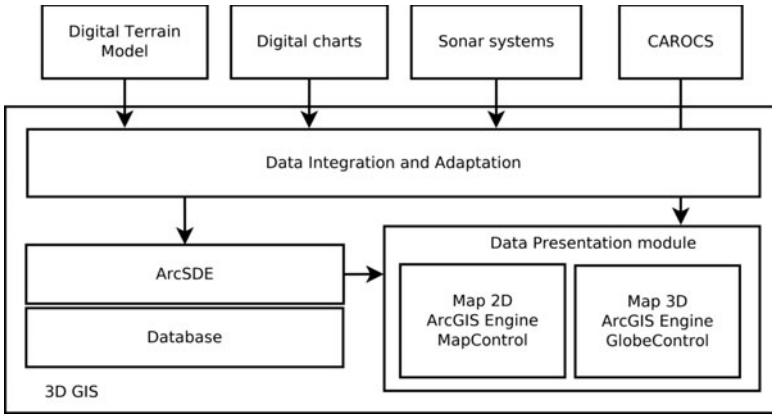 Digital Terrain
Model
Digital charts
Sonar systems
CAROCS
Data Integration and Adaptation
ArcSDE
Database
Data Presentation module
Map 2D
ArcGIS Engine
MapControl
Map 3D
ArcGIS Engine
GlobeControl
3D GIS